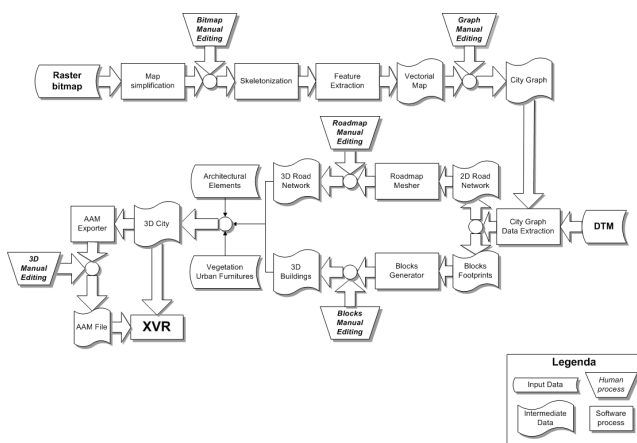 Bitmap
Manual
Editing
Graph
Manual
Editing
Raster
bitmap
Map
simplification
Skeletonization
Feature
Extraction
Vectorial
Map
City
Graph
Roadmap
Manual
Editing
Architectural
Elements
3D Road
Network
Roadmap
Mesher
2D Road
Network
AAM
Exporter
3D City
City Graph
Data Extraction
DTM
3D
Manual
Editing
Vegetation
Urban Furnitures
3D
Buildings
Blocks
Generator
Blocks
Footprints
AAM File
XVR
Blocks
Manual
Editing
Legenda
Input Data
Human
process
Intermediate
Data
Software
process